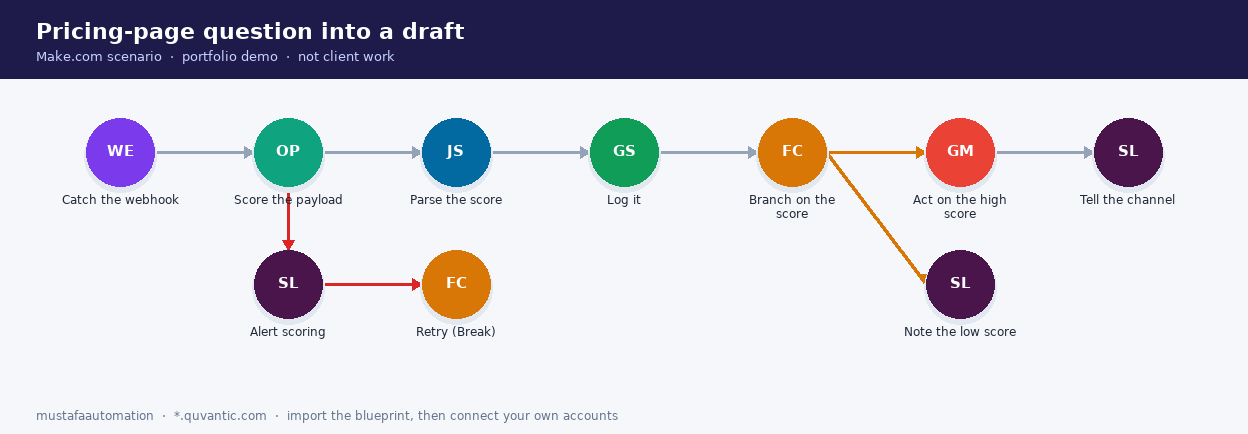 Pricing-page question into a draft
Make.com scenario · portfolio demo · not client work
WE
OP
JS
GS
FC
GM
SL
Catch the webhook
Score the payload
Parse the score
Log it
Branch on the
score
Act on the high
score
Tell the channel
SL
FC
SL
Alert scoring
Retry (Break)
Note the low score
mustafaautomation · *.quvantic.com · import the blueprint, then connect your own accounts